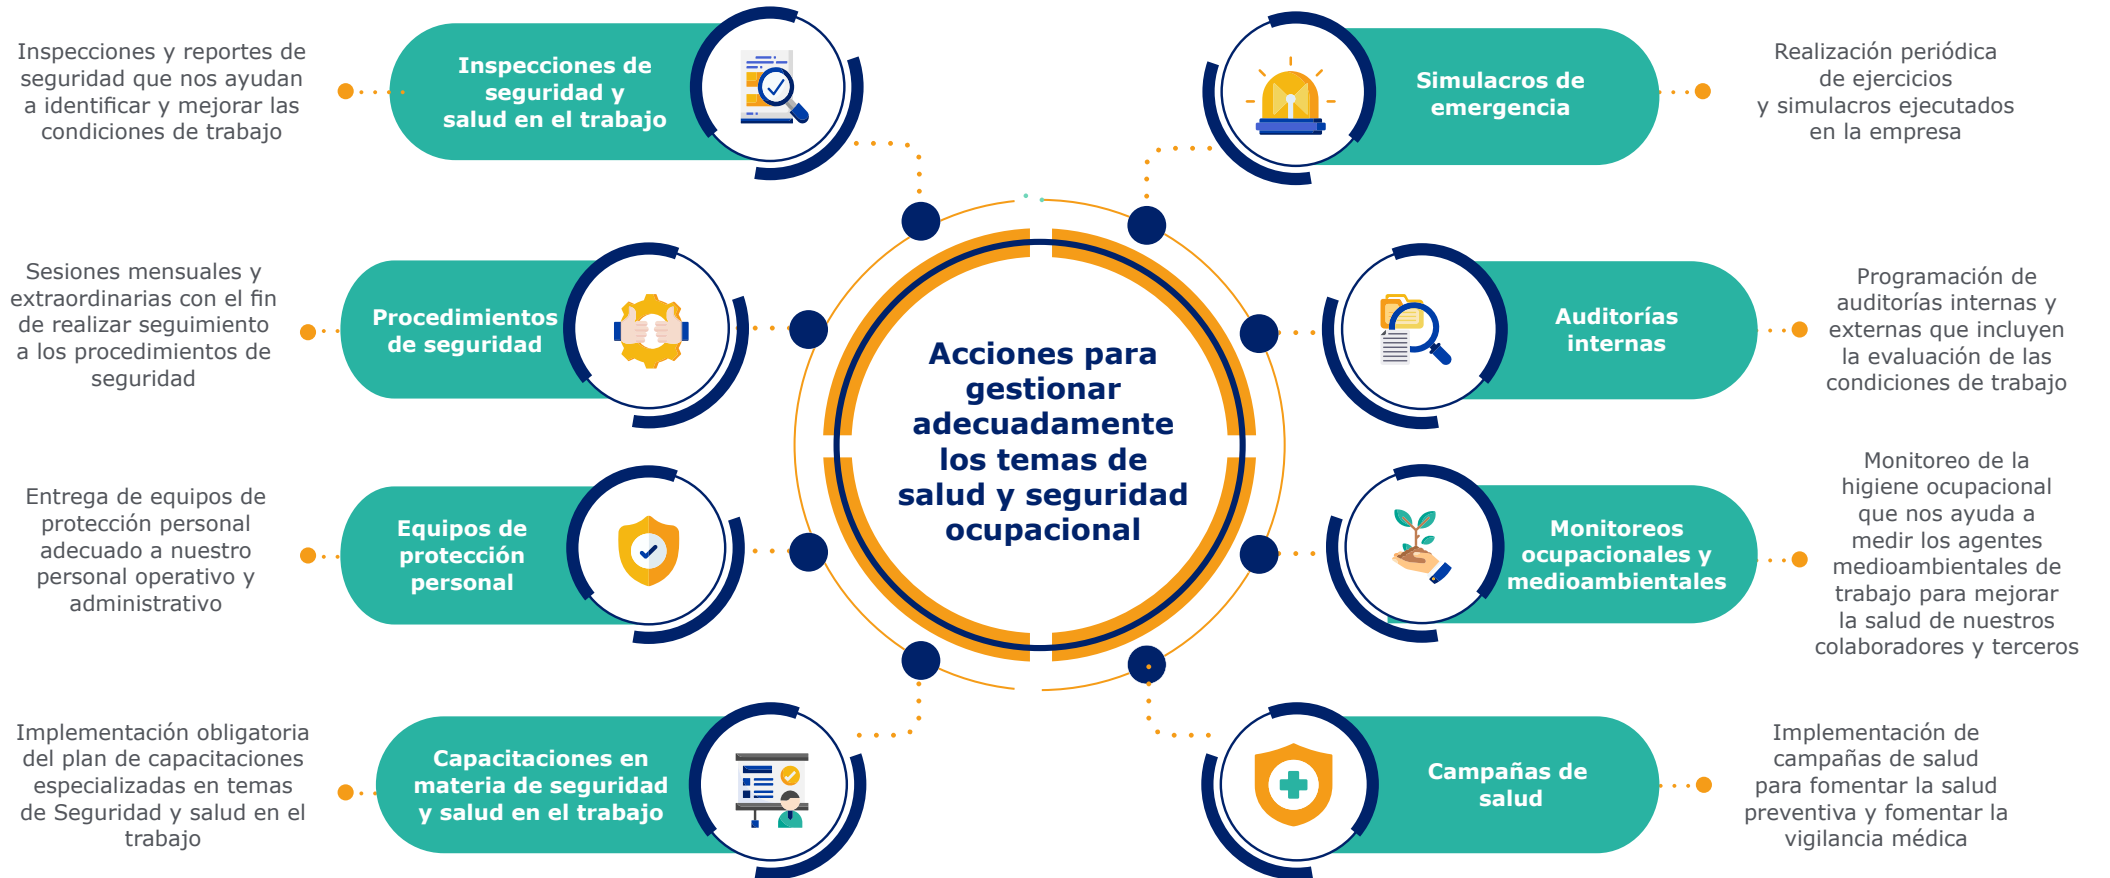 Inspecciones y reportes de
seguridad que nos ayudan
a identificar y mejorar las
condiciones de trabajo
Inspecciones de
seguridad y
salud en el trabajo
Sesiones mensuales y
extraordinarias con el fin
de realizar seguimiento
a los procedimientos de
seguridad
Procedimientos
de seguridad
Entrega de equipos de
protección personal
adecuado a nuestro
personal operativo y
administrativo
Equipos de
protección
personal
Implementación obligatoria
del plan de capacitaciones
especializadas en temas
de Seguridad y salud en el
trabajo
Capacitaciones en
materia de seguridad
y salud en el trabajo
Acciones para
gestionar
adecuadamente
los temas de
salud y seguridad
ocupacional
Simulacros de
emergencia
Realización periódica
de ejercicios
y simulacros ejecutados
en la empresa
Auditorías
internas
Programación de
auditorías internas y
externas que incluyen
la evaluación de las
condiciones de trabajo
Monitoreos
ocupacionales y
medioambientales
Monitoreo de la
higiene ocupacional
que nos ayuda a
medir los agentes
medioambientales de
trabajo para mejorar
la salud de nuestros
colaboradores y terceros
Campañas de
salud
Implementación de
campañas de salud
para fomentar la salud
preventiva y fomentar la
vigilancia médica